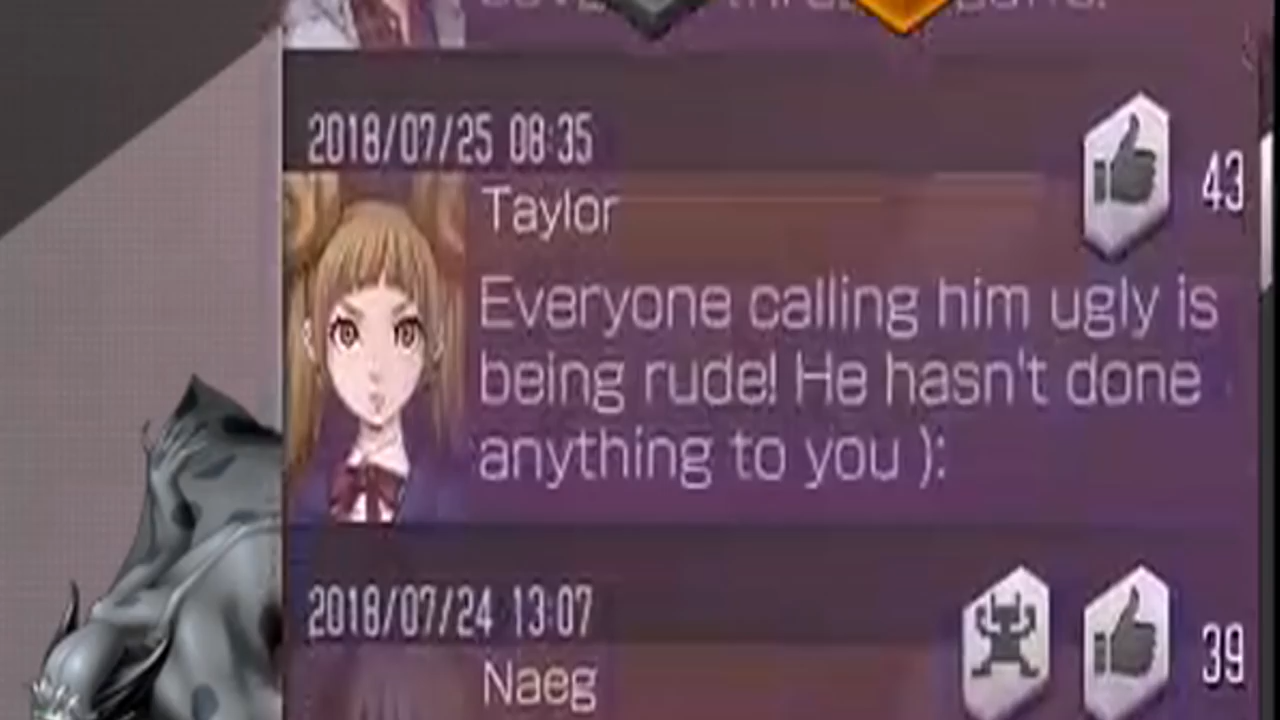 2018/07/25 08:35
43
Taylor
Everyone calling him ugly is
being rude! He hasn't done
anything to you ):
2018/07/24 13:07
39
Naeg